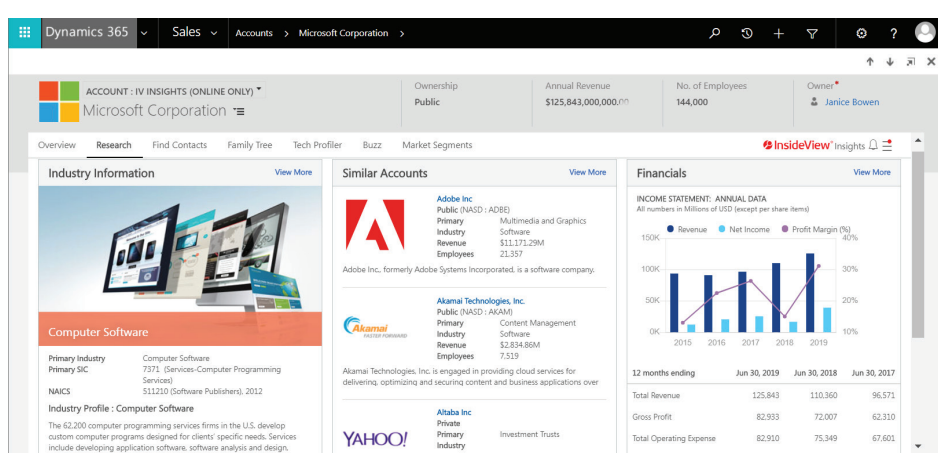 Dynamics 365
Sales
Accounts > Microsoft Corporation >
?
ACCOUNT : IV INSIGHTS (ONLINE ONLY)
Microsoft Corporation
Ownership
Public
Annual Revenue
$125,843,000,000.00
No. of Employees
144,000
Owner*
Janice Bowen
Overview Research Find Contacts Family Tree Tech Profiler Buzz Market Segments
InsideView Insights
Industry Information View More
Computer Software
Primary Industry Computer Software
Primary SIC 7371 (Services-Computer Programming
Services)
NAICS 511210 (Software Publishers), 2012
Industry Profile : Computer Software
The 62,200 computer programming services firms in the U.S. develop
custom computer programs designed for clients' specific needs. Services
include developing application software, software analysis and design,
Similar Accounts View More
Adobe Inc
Public (NASD : ADBE)
Primary Multimedia and Graphics
Industry Software
Revenue $11,171.29M
Employees 21,357
Adobe Inc., formerly Adobe Systems Incorporated, is a software company.
Akamai
FASTER FORWARD
Akamai Technologies, Inc.
Public (NASD : AKAM)
Primary Content Management
Industry Software
Revenue $2,834.86M
Employees 7,519
Akamai Technologies, Inc. is engaged in providing cloud services for
delivering, optimizing and securing content and business applications over
YAHOO!
Altaba Inc
Private
Primary Investment Trusts
Industry
Financials View More
INCOME STATEMENT: ANNUAL DATA
All numbers in Millions of USD (except per share items)
Revenue Net Income Profit Margin (%)
150K 40%
100K 30%
50K 20%
0K 10%
2015 2016 2017 2018 2019
12 months ending Jun 30, 2019 Jun 30, 2018 Jun 30, 2017
Total Revenue 125,843 110,360 96,571
Gross Profit 82,933 72,007 62,310
Total Operating Expense 82,910 75,349 67,601